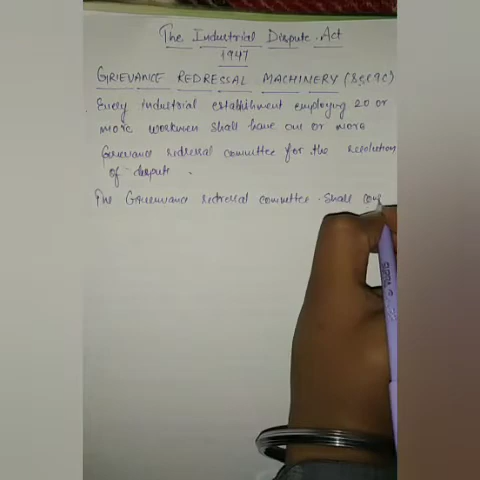 The Industrial Dispute Act
1947
GRIEVANCE REDRESSAL MACHINERY (Sec 9C)
Every industrial establishment employing 20 or
more workmen shall have one or more
Grievance redressal committee for the resolution
of dispute.
The Grievance redressal committee shall con